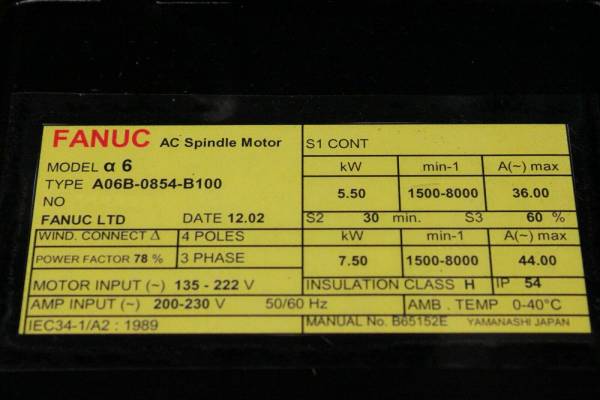 FANUC AC Spindle Motor
MODEL α 6
TYPE A06B-0854-B100
NO
FANUC LTD DATE 12.02
WIND. CONNECT Δ 4 POLES
POWER FACTOR 78 % 3 PHASE
MOTOR INPUT (~) 135 - 222 V
AMP INPUT (~) 200-230 V 50/60 Hz
IEC34-1/A2 : 1989
S1 CONT
kW min-1 A(~) max
5.50 1500-8000 36.00
S2 30 min. S3 60 %
kW min-1 A(~) max
7.50 1500-8000 44.00
INSULATION CLASS H IP 54
AMB. TEMP 0-40°C
MANUAL No. B65152E YAMANASHI JAPAN